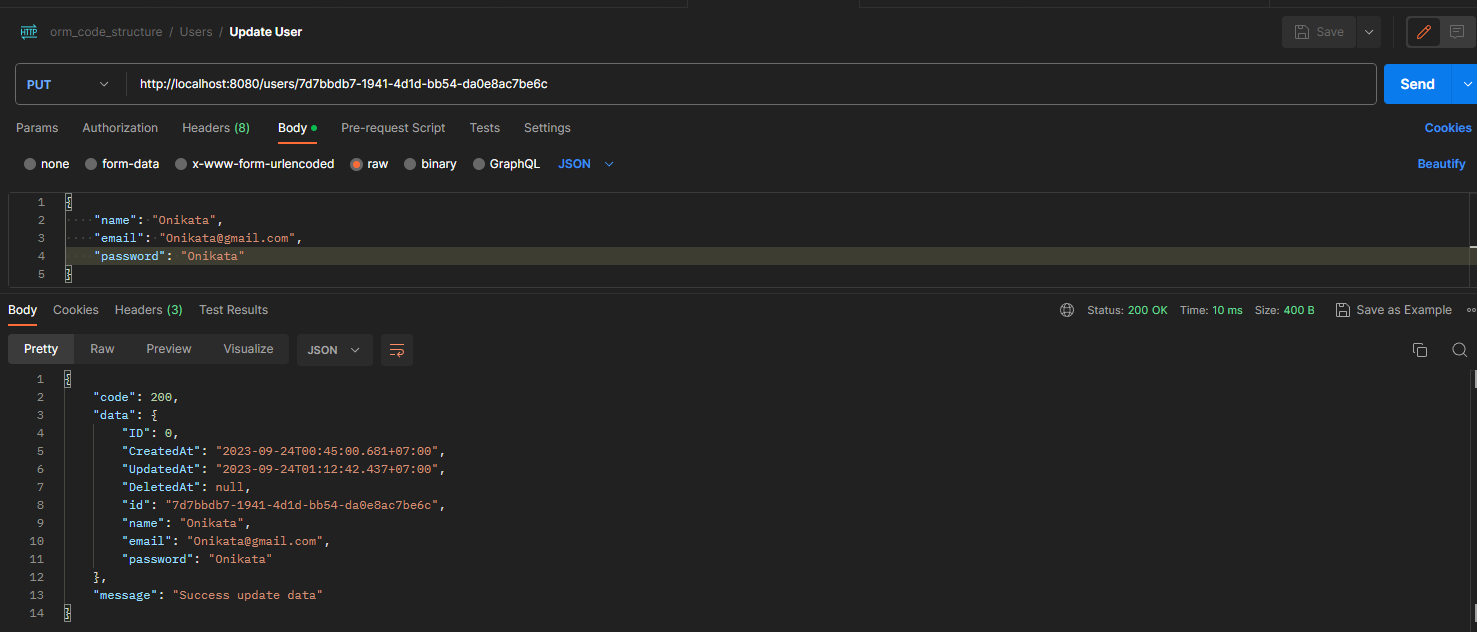 HTTP orm_code_structure / Users / Update User Save
PUT http://localhost:8080/users/7d7bbdb7-1941-4d1d-bb54-da0e8ac7be6c Send
Params Authorization Headers (8) Body Pre-request Script Tests Settings Cookies
none form-data x-www-form-urlencoded raw binary GraphQL JSON Beautify
1 {
2 "name": "Onikata",
3 "email": "Onikata@gmail.com",
4 "password": "Onikata"
5 }
Body Cookies Headers (3) Test Results Status: 200 OK Time: 10 ms Size: 400 B Save as Example
Pretty Raw Preview Visualize JSON
1 {
2 "code": 200,
3 "data": {
4 "ID": 0,
5 "CreatedAt": "2023-09-24T00:45:00.681+07:00",
6 "UpdatedAt": "2023-09-24T01:12:42.437+07:00",
7 "DeletedAt": null,
8 "id": "7d7bbdb7-1941-4d1d-bb54-da0e8ac7be6c",
9 "name": "Onikata",
10 "email": "Onikata@gmail.com",
11 "password": "Onikata"
12 },
13 "message": "Success update data"
14 }